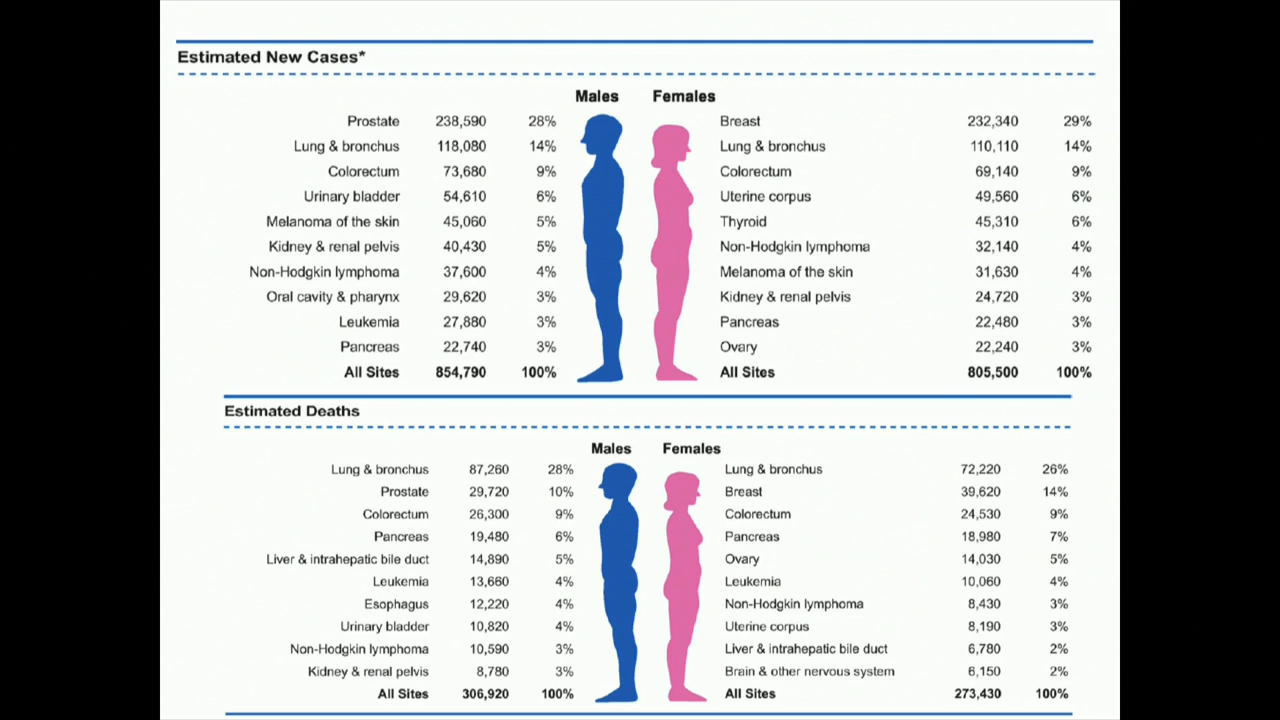 Estimated New Cases*
Males Females
Prostate 238,590 28% Breast 232,340 29%
Lung & bronchus 118,080 14% Lung & bronchus 110,110 14%
Colorectum 73,680 9% Colorectum 69,140 9%
Urinary bladder 54,610 6% Uterine corpus 49,560 6%
Melanoma of the skin 45,060 5% Thyroid 45,310 6%
Kidney & renal pelvis 40,430 5% Non-Hodgkin lymphoma 32,140 4%
Non-Hodgkin lymphoma 37,600 4% Melanoma of the skin 31,630 4%
Oral cavity & pharynx 29,620 3% Kidney & renal pelvis 24,720 3%
Leukemia 27,880 3% Pancreas 22,480 3%
Pancreas 22,740 3% Ovary 22,240 3%
All Sites 854,790 100% All Sites 805,500 100%
Estimated Deaths
Males Females
Lung & bronchus 87,260 28% Lung & bronchus 72,220 26%
Prostate 29,720 10% Breast 39,620 14%
Colorectum 26,300 9% Colorectum 24,530 9%
Pancreas 19,480 6% Pancreas 18,980 7%
Liver & intrahepatic bile duct 14,890 5% Ovary 14,030 5%
Leukemia 13,660 4% Leukemia 10,060 4%
Esophagus 12,220 4% Non-Hodgkin lymphoma 8,430 3%
Urinary bladder 10,820 4% Uterine corpus 8,190 3%
Non-Hodgkin lymphoma 10,590 3% Liver & intrahepatic bile duct 6,780 2%
Kidney & renal pelvis 8,780 3% Brain & other nervous system 6,150 2%
All Sites 306,920 100% All Sites 273,430 100%